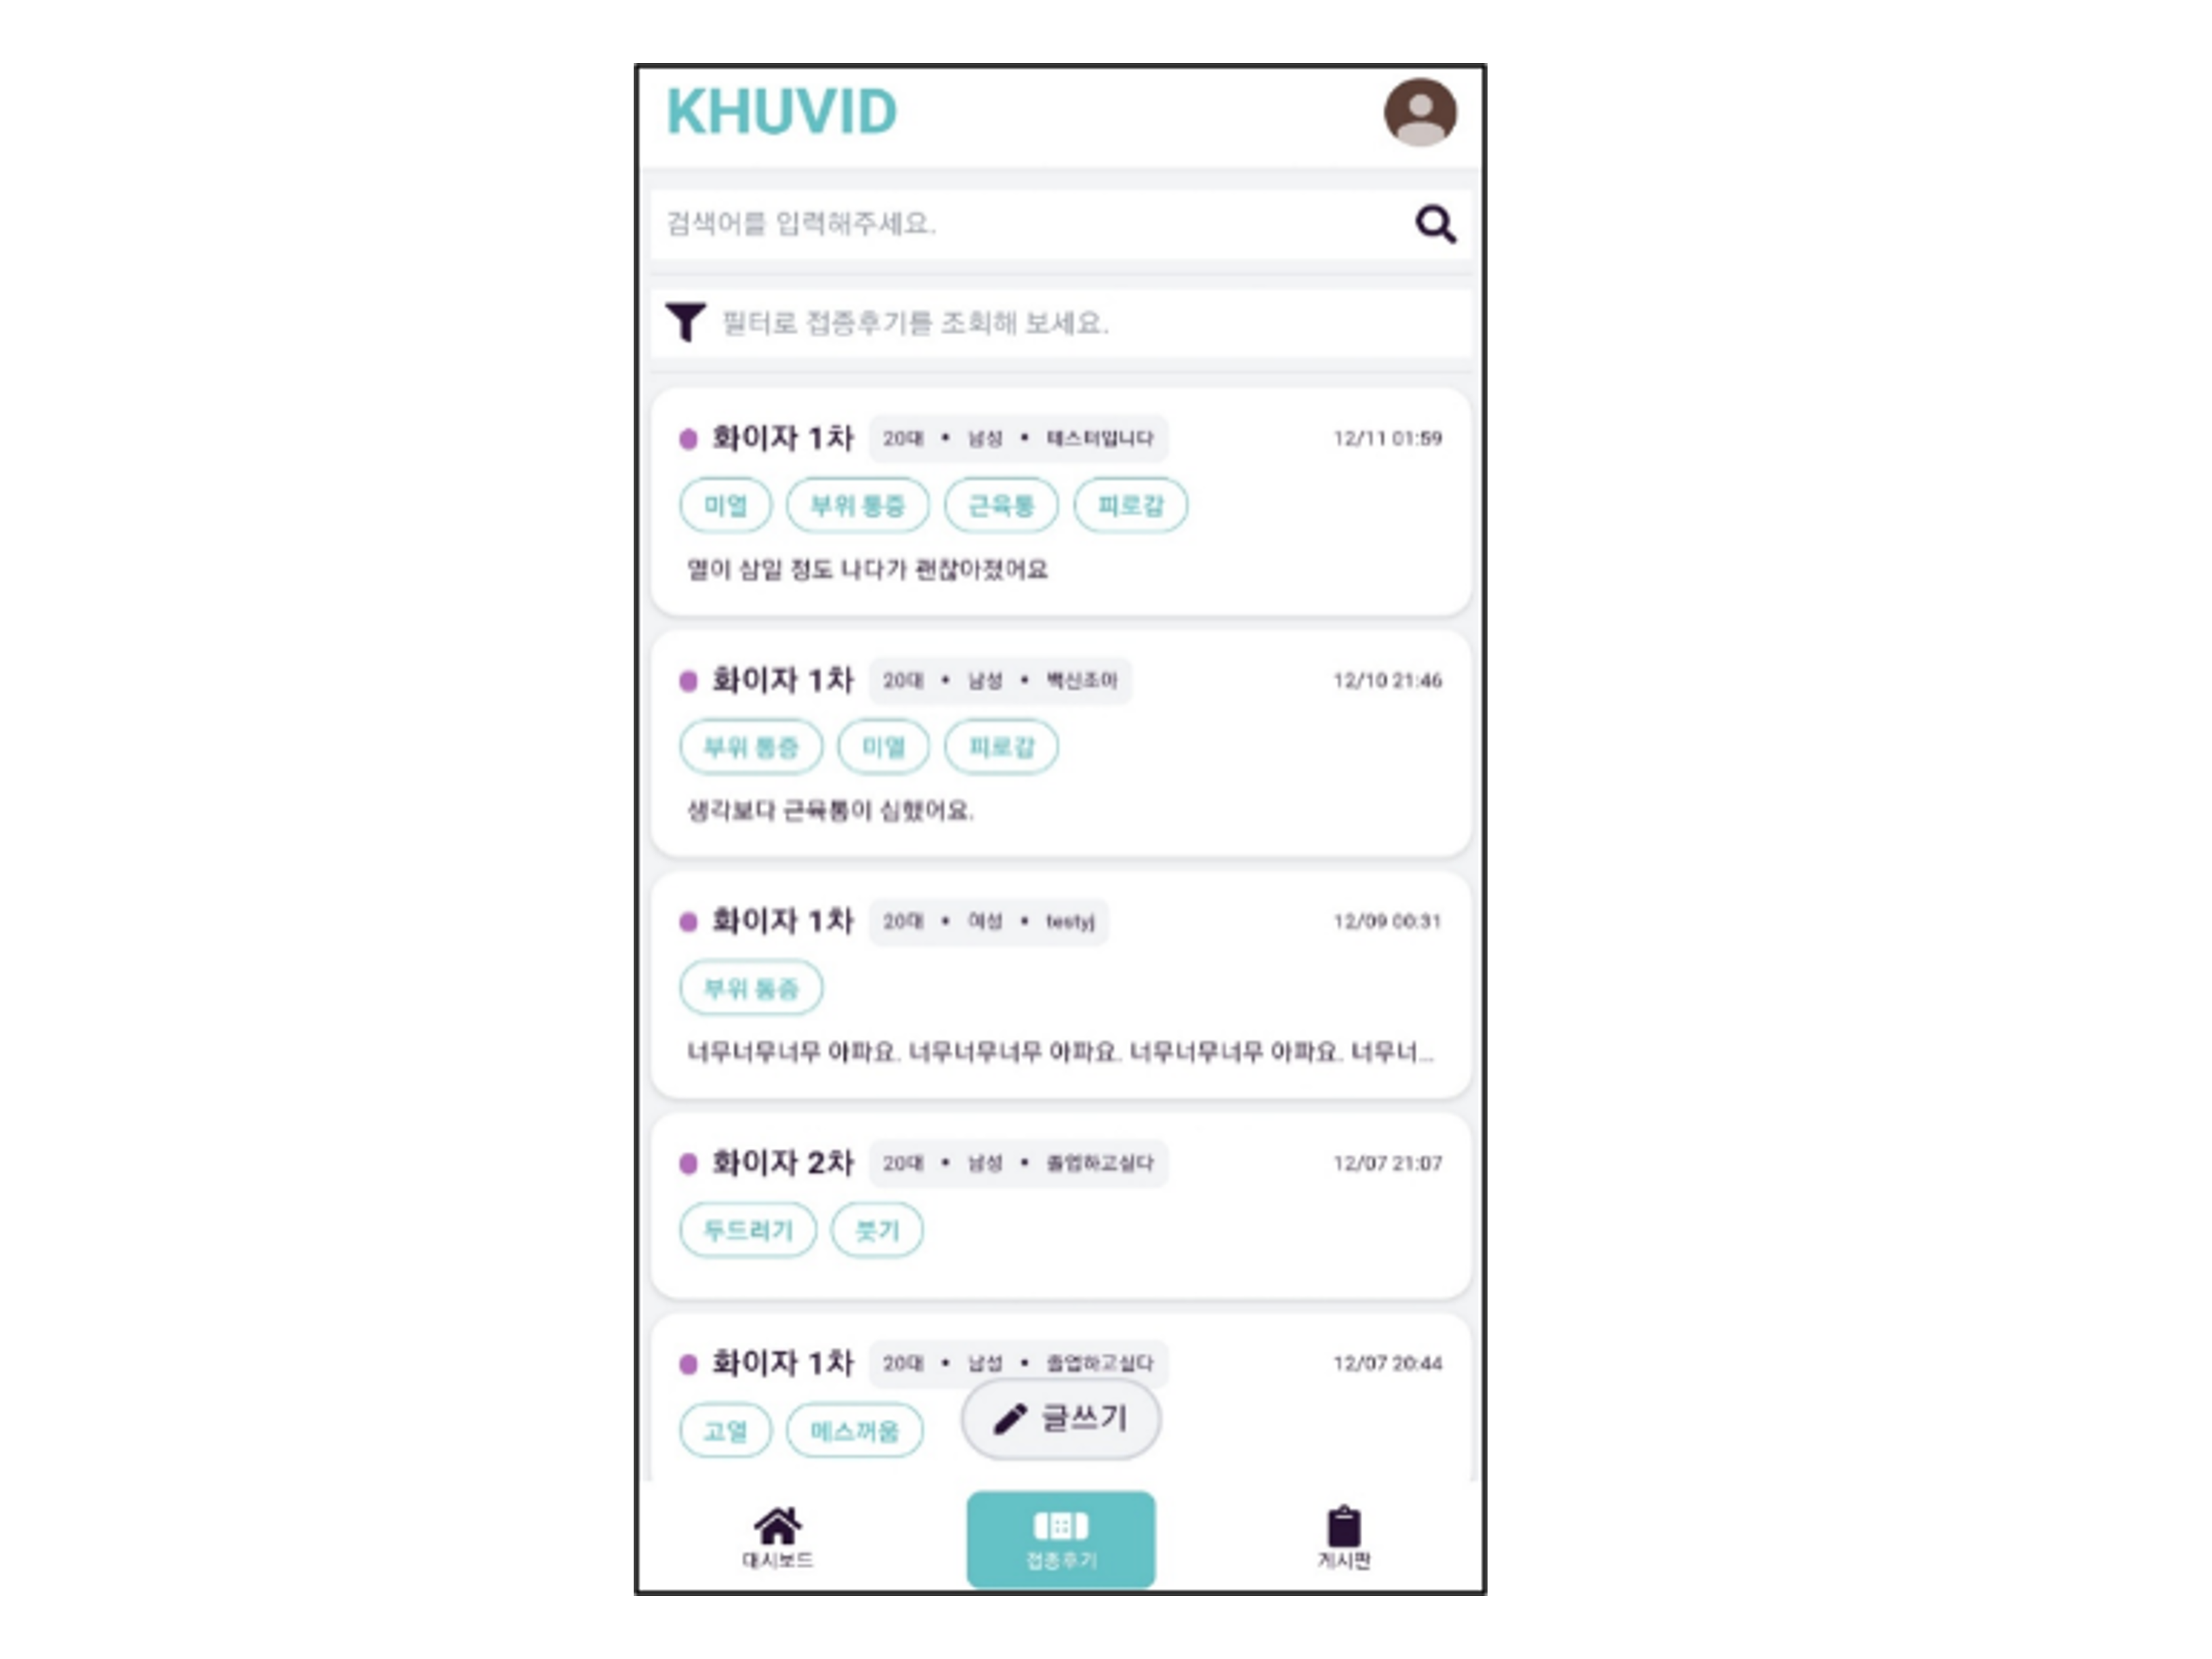 KHUVID
검색어를 입력해주세요.
필터로 접종후기를 조회해 보세요.
화이자 1차 20대 • 남성 • 테스터입니다 12/11 01:59
미열 부위 통증 근육통 피로감
열이 삼일 정도 나다가 괜찮아졌어요
화이자 1차 20대 • 남성 • 백신조아 12/10 21:46
부위 통증 미열 피로감
생각보다 근육통이 심했어요.
화이자 1차 20대 • 여성 • testyj 12/09 00:31
부위 통증
너무너무너무 아파요. 너무너무너무 아파요. 너무너무너무 아파요. 너무너...
화이자 2차 20대 • 남성 • 졸업하고싶다 12/07 21:07
두드러기 붓기
화이자 1차 20대 • 남성 • 졸업하고싶다 12/07 20:44
고열 메스꺼움
글쓰기
대시보드 접종후기 게시판